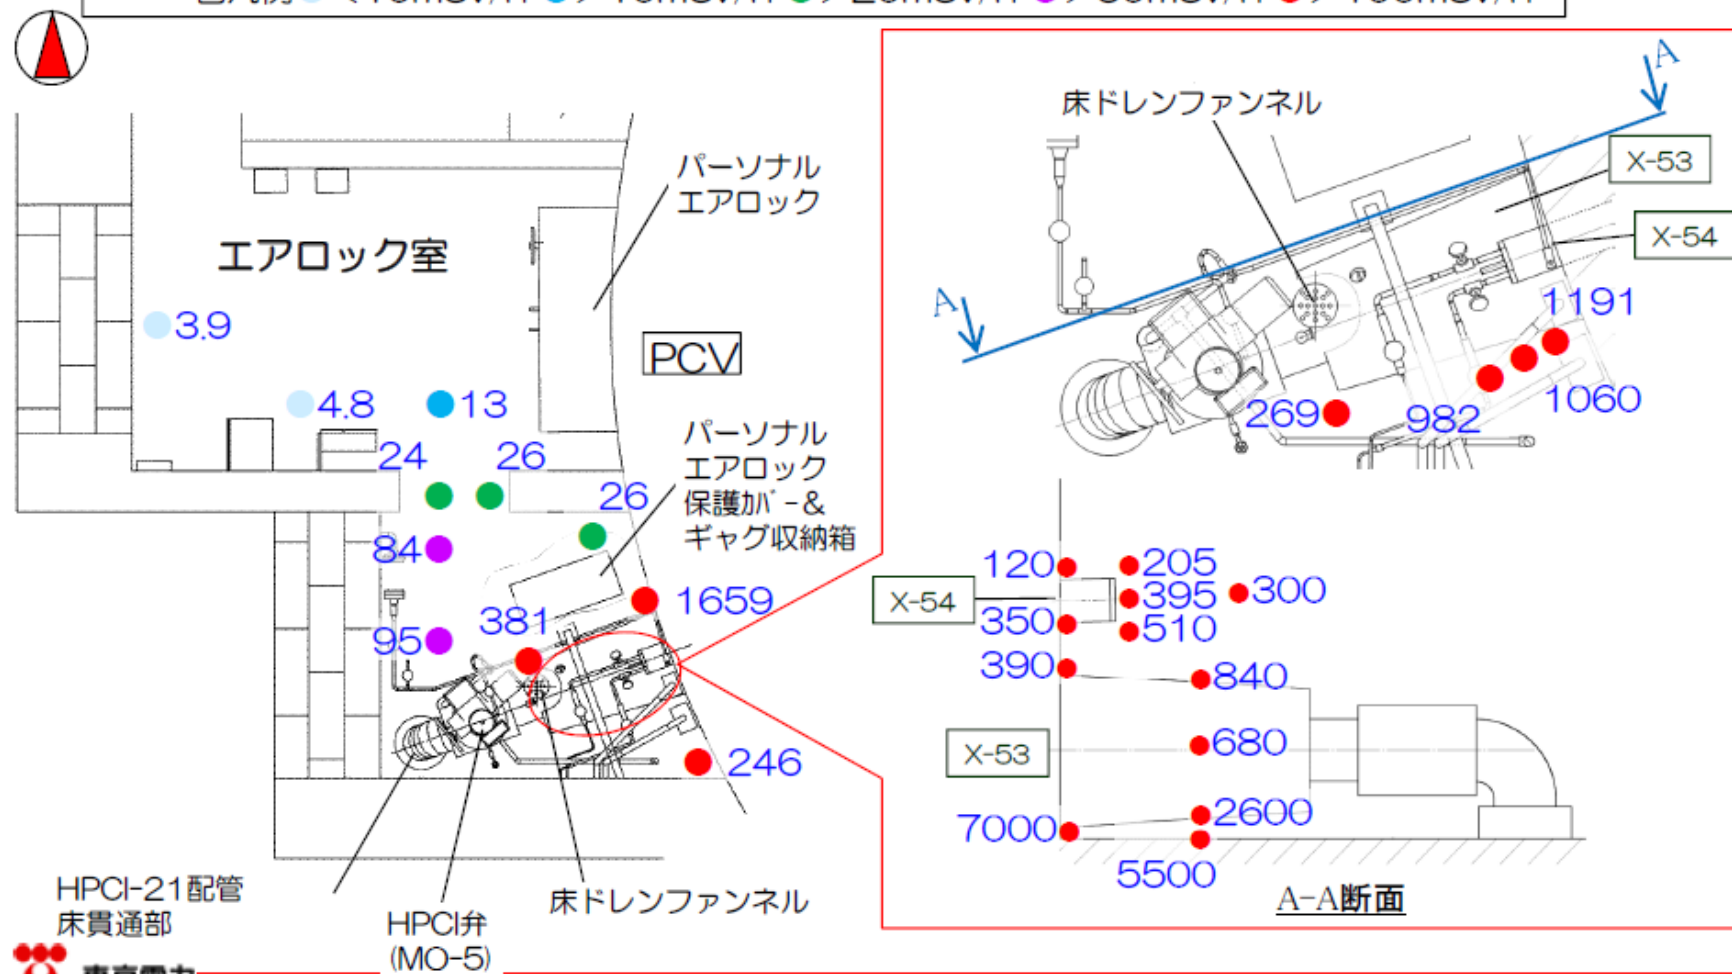 パーソナル
エアロック
エアロック室
3.9
PCV
4.8
13
24
26
26
パーソナル
エアロック
保護ｶﾊﾞｰ&
ギャグ収納箱
84
95
381
1659
246
HPCI-21配管
床貫通部
HPCI弁
(MO-5)
床ドレンファンネル
床ドレンファンネル
A
A
X-53
X-54
1191
269
982
1060
120
205
X-54
395
300
350
510
390
840
X-53
680
7000
2600
5500
A-A断面